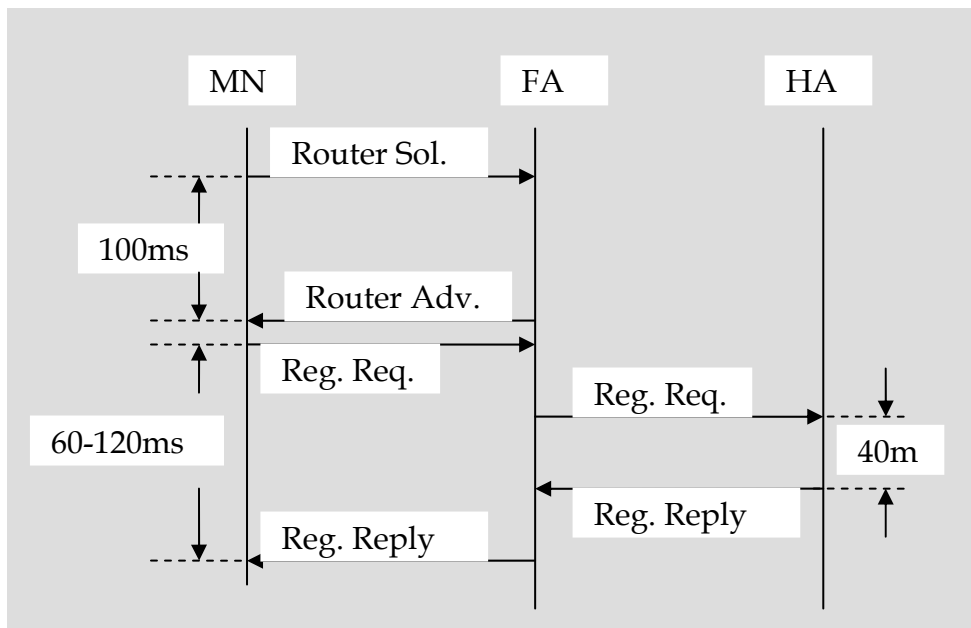 MN
FA
HA
Router Sol.
100ms
Router Adv.
Reg. Req.
Reg. Req.
60-120ms
40m
Reg. Reply
Reg. Reply